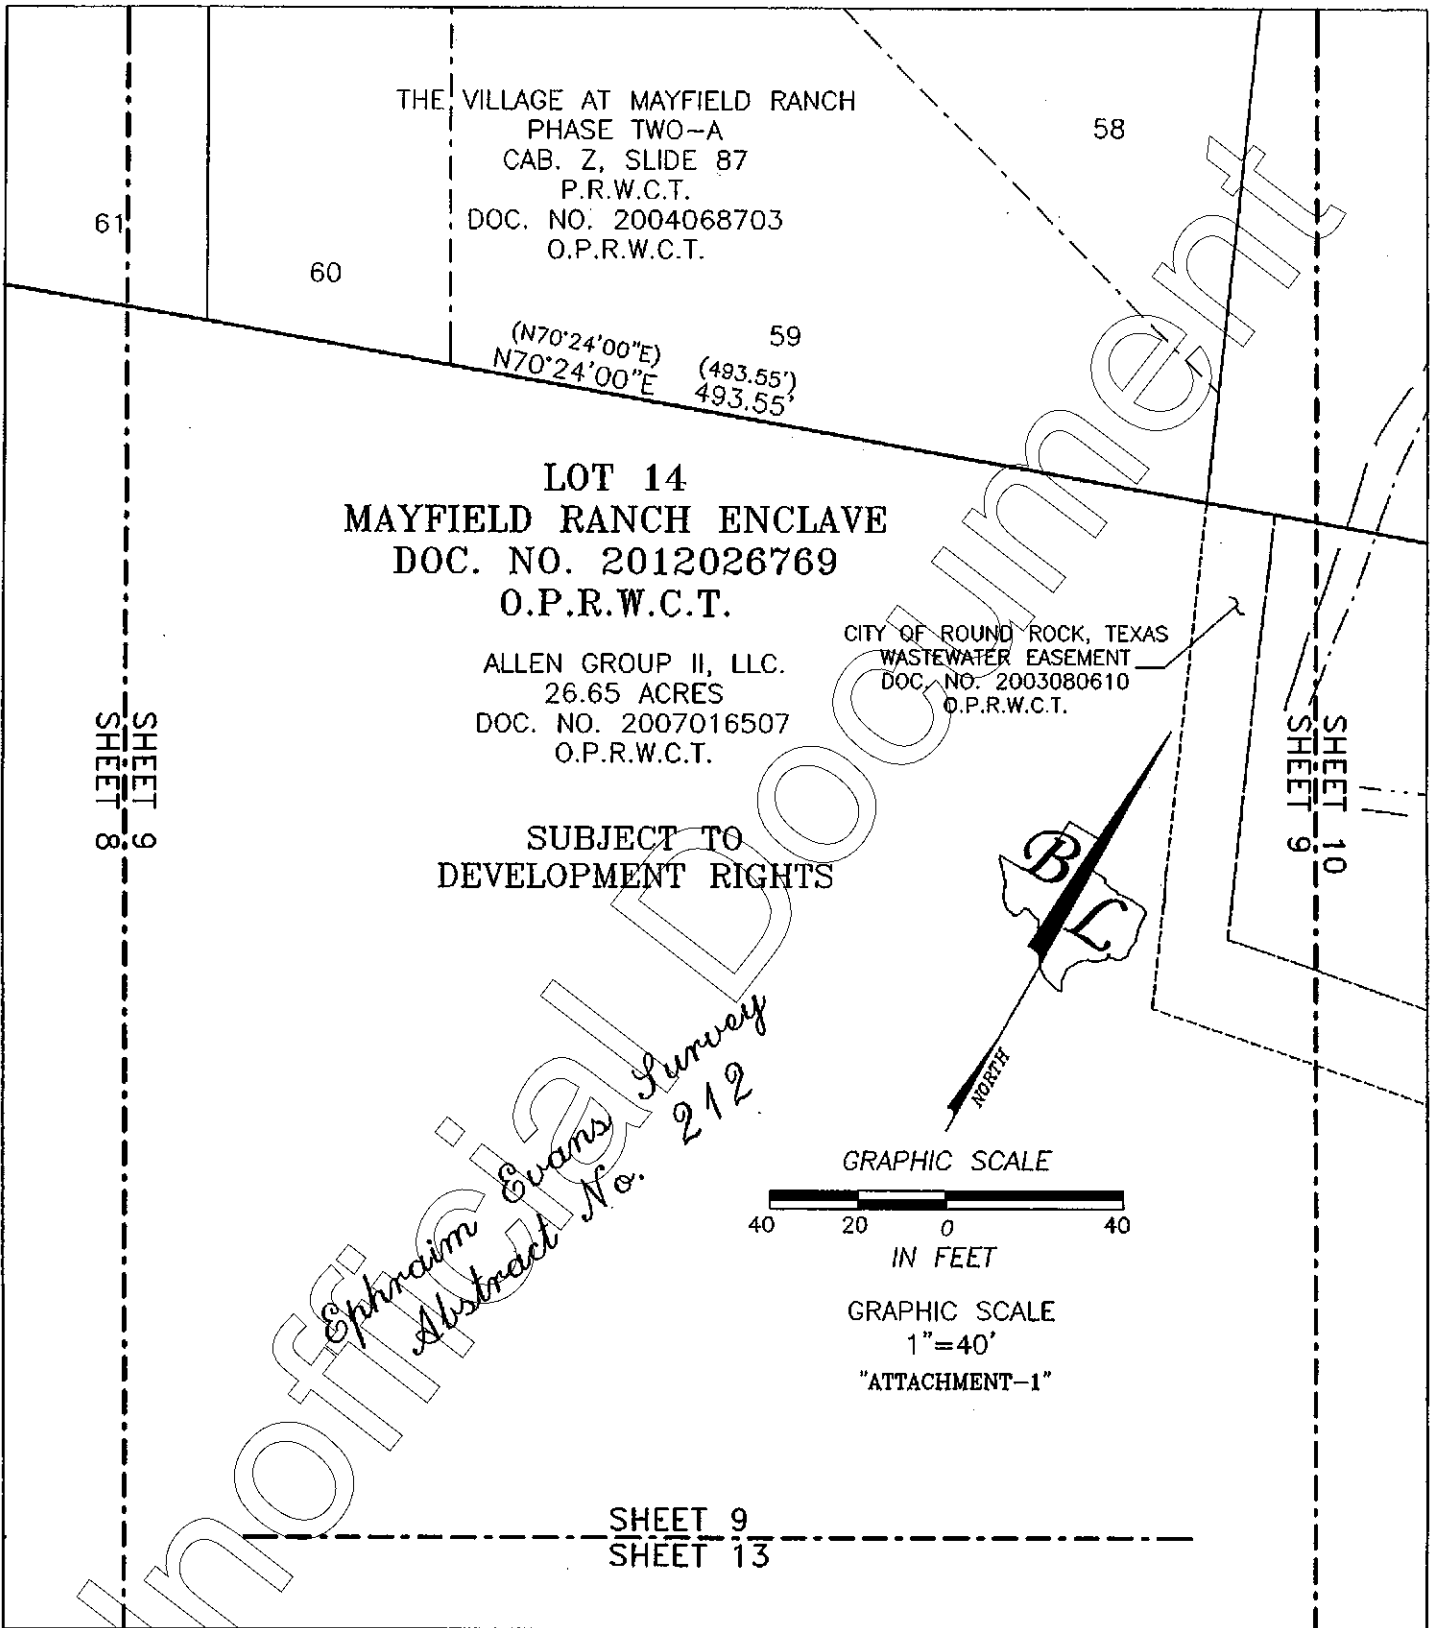 THE VILLAGE AT MAYFIELD RANCH
PHASE TWO-A
CAB. Z, SLIDE 87
P.R.W.C.T.
DOC. NO. 2004068703
O.P.R.W.C.T.
58
61
60
59
(N70°24'00"E) (493.55')
N70°24'00"E 493.55'
LOT 14
MAYFIELD RANCH ENCLAVE
DOC. NO. 2012026769
O.P.R.W.C.T.
CITY OF ROUND ROCK, TEXAS
WASTEWATER EASEMENT
DOC. NO. 2003080610
O.P.R.W.C.T.
ALLEN GROUP II, LLC.
26.65 ACRES
DOC. NO. 2007016507
O.P.R.W.C.T.
SHEET 9
SHEET 8
SHEET 10
SHEET 9
SUBJECT TO
DEVELOPMENT RIGHTS
B
L
NORTH
Ephraim Evans Survey
Abstract No. 212
GRAPHIC SCALE
40 20 0 40
IN FEET
GRAPHIC SCALE
1"=40'
"ATTACHMENT-1"
SHEET 9
SHEET 13
Unofficial Document